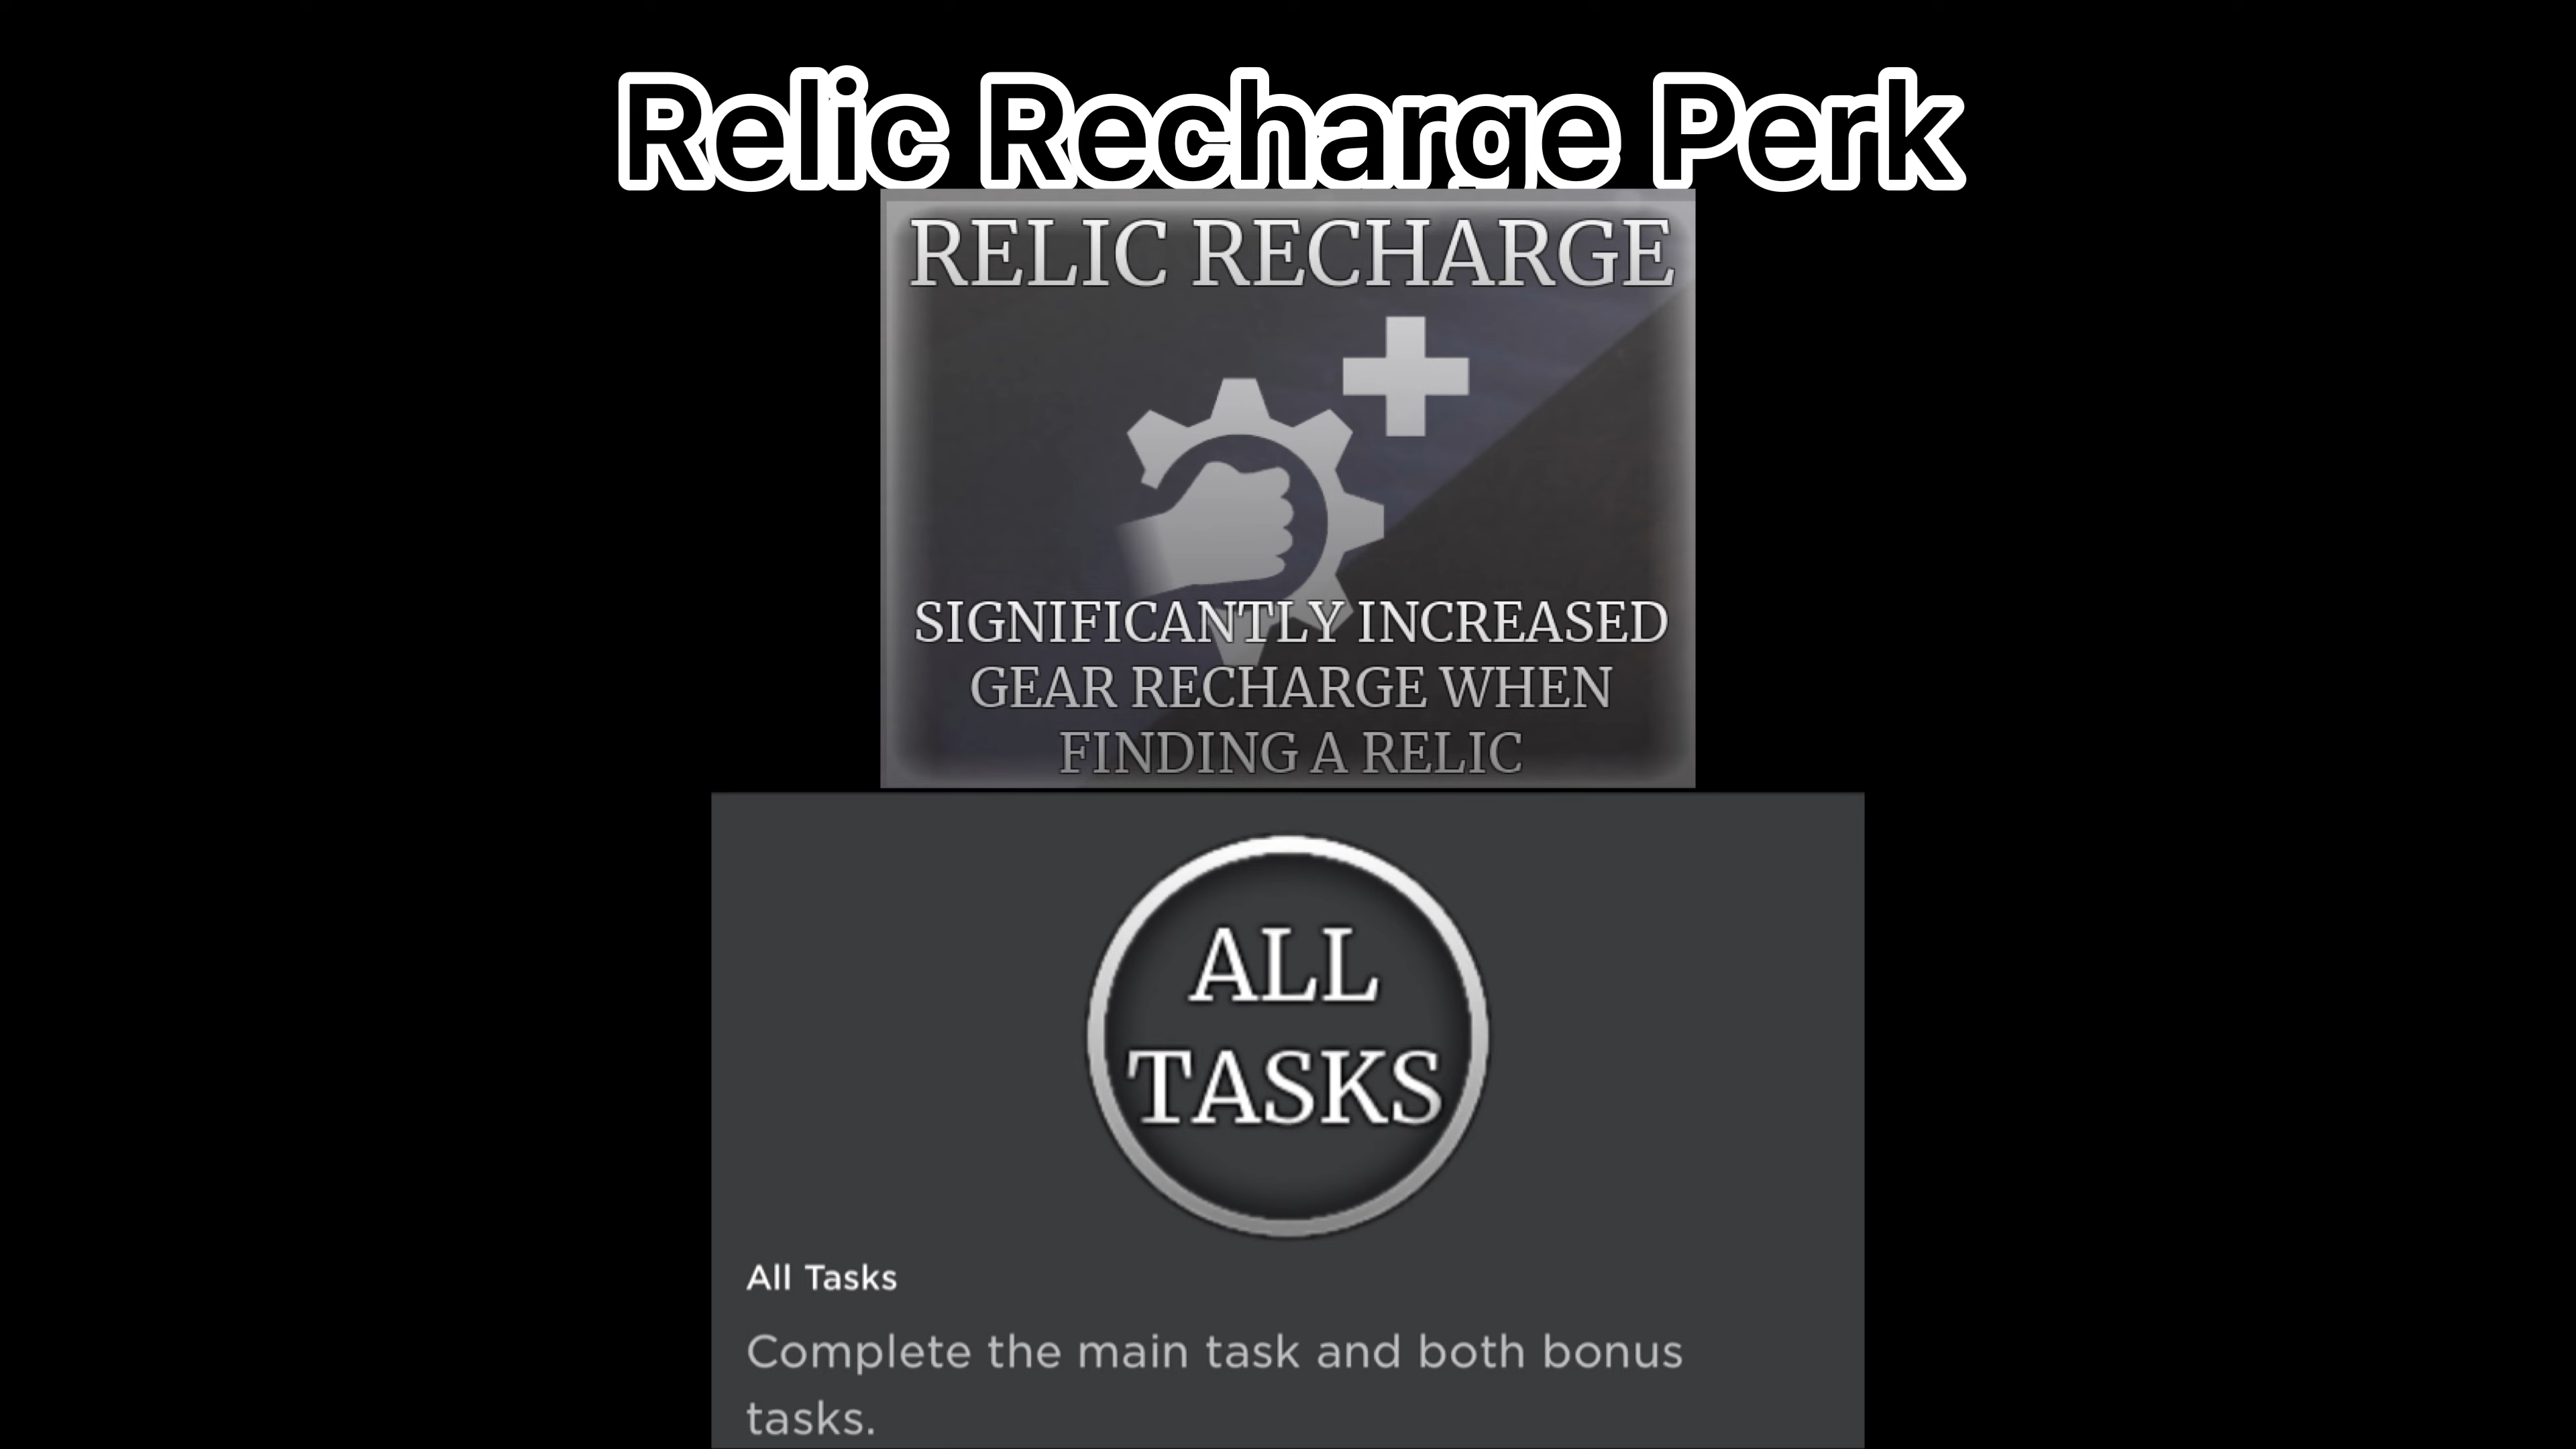 Relic Recharge Perk
RELIC RECHARGE
SIGNIFICANTLY INCREASED
GEAR RECHARGE WHEN
FINDING A RELIC
ALL
TASKS
All Tasks
Complete the main task and both bonus
tasks.